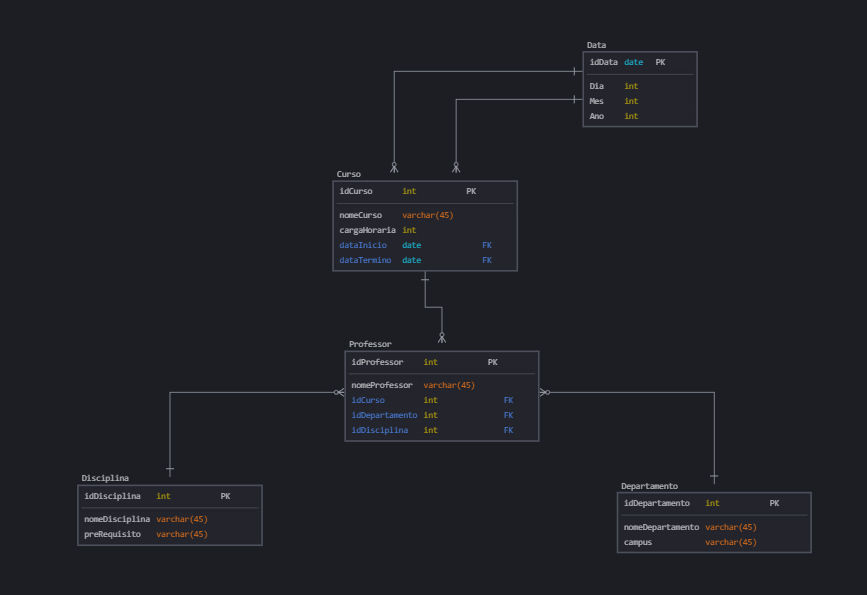 Data
idData date PK
Dia int
Mes int
Ano int
Curso
idCurso int PK
nomeCurso varchar(45)
cargaHoraria int
dataInicio date FK
dataTermino date FK
Professor
idProfessor int PK
nomeProfessor varchar(45)
idCurso int FK
idDepartamento int FK
idDisciplina int FK
Disciplina
idDisciplina int PK
nomeDisciplina varchar(45)
preRequisito varchar(45)
Departamento
idDepartamento int PK
nomeDepartamento varchar(45)
campus varchar(45)